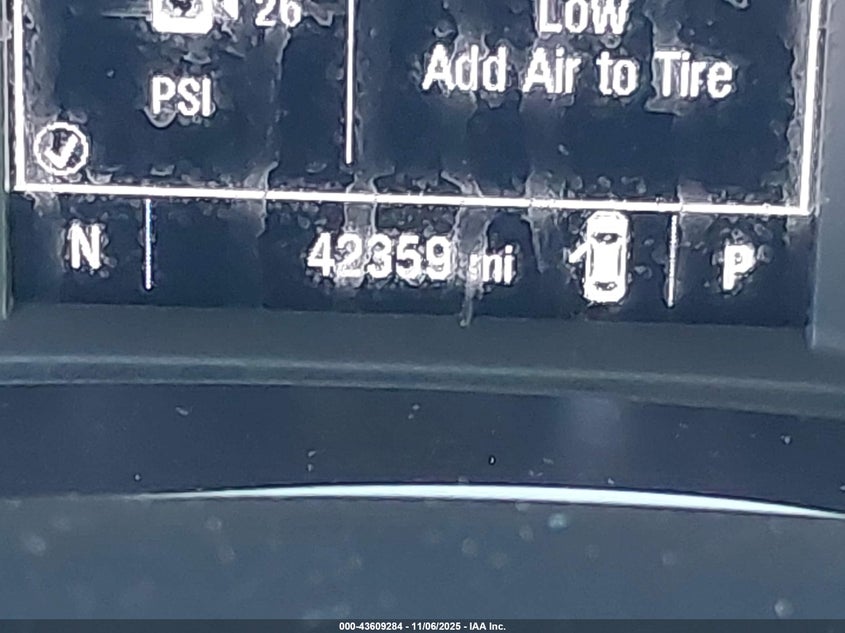 26
Low
Add Air to Tire
PSI
N
42359 mi
P
000-43609284 - 11/06/2025 - IAA Inc.